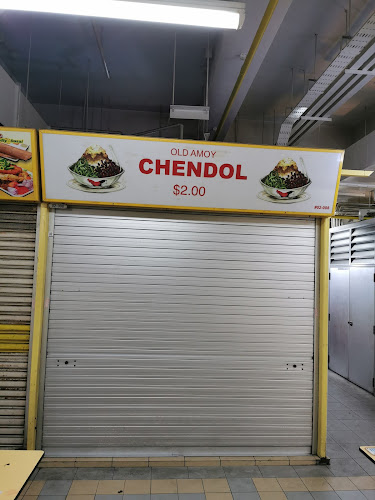 OLD AMOY
CHENDOL
$2.00